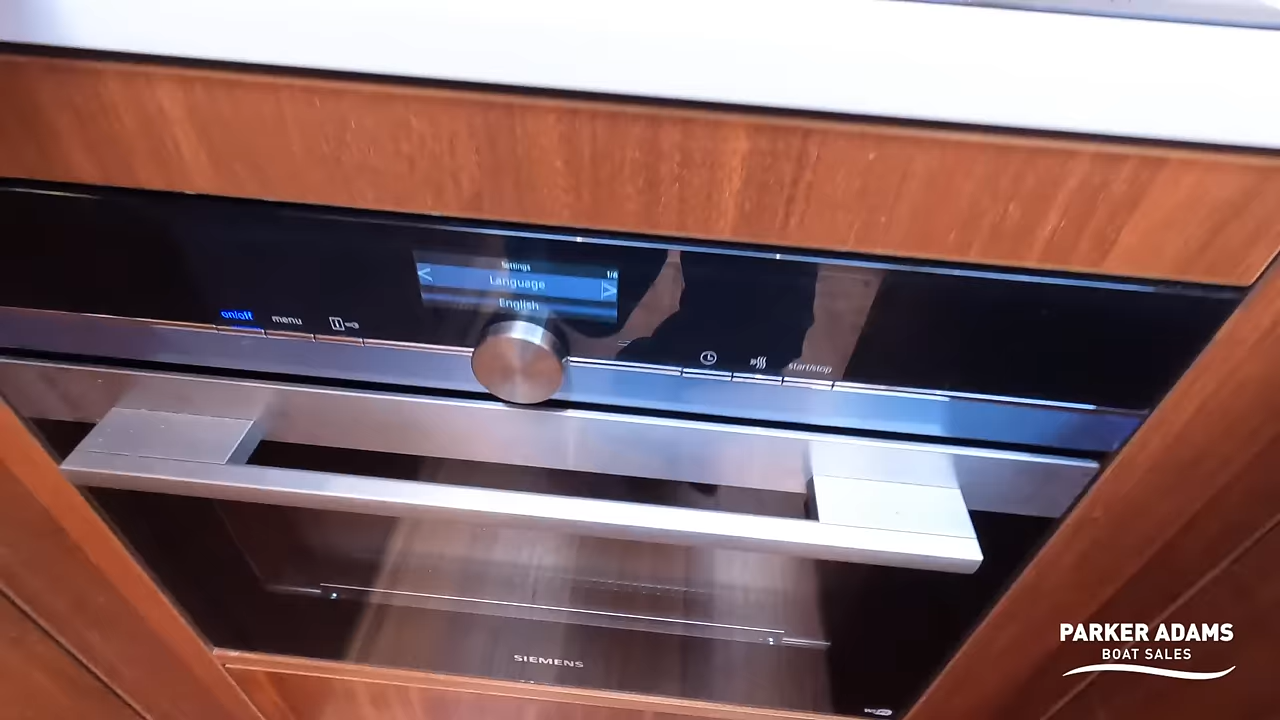 Settings
1/6
< Language >
English
on/off
menu
start/stop
SIEMENS
PARKER ADAMS
BOAT SALES